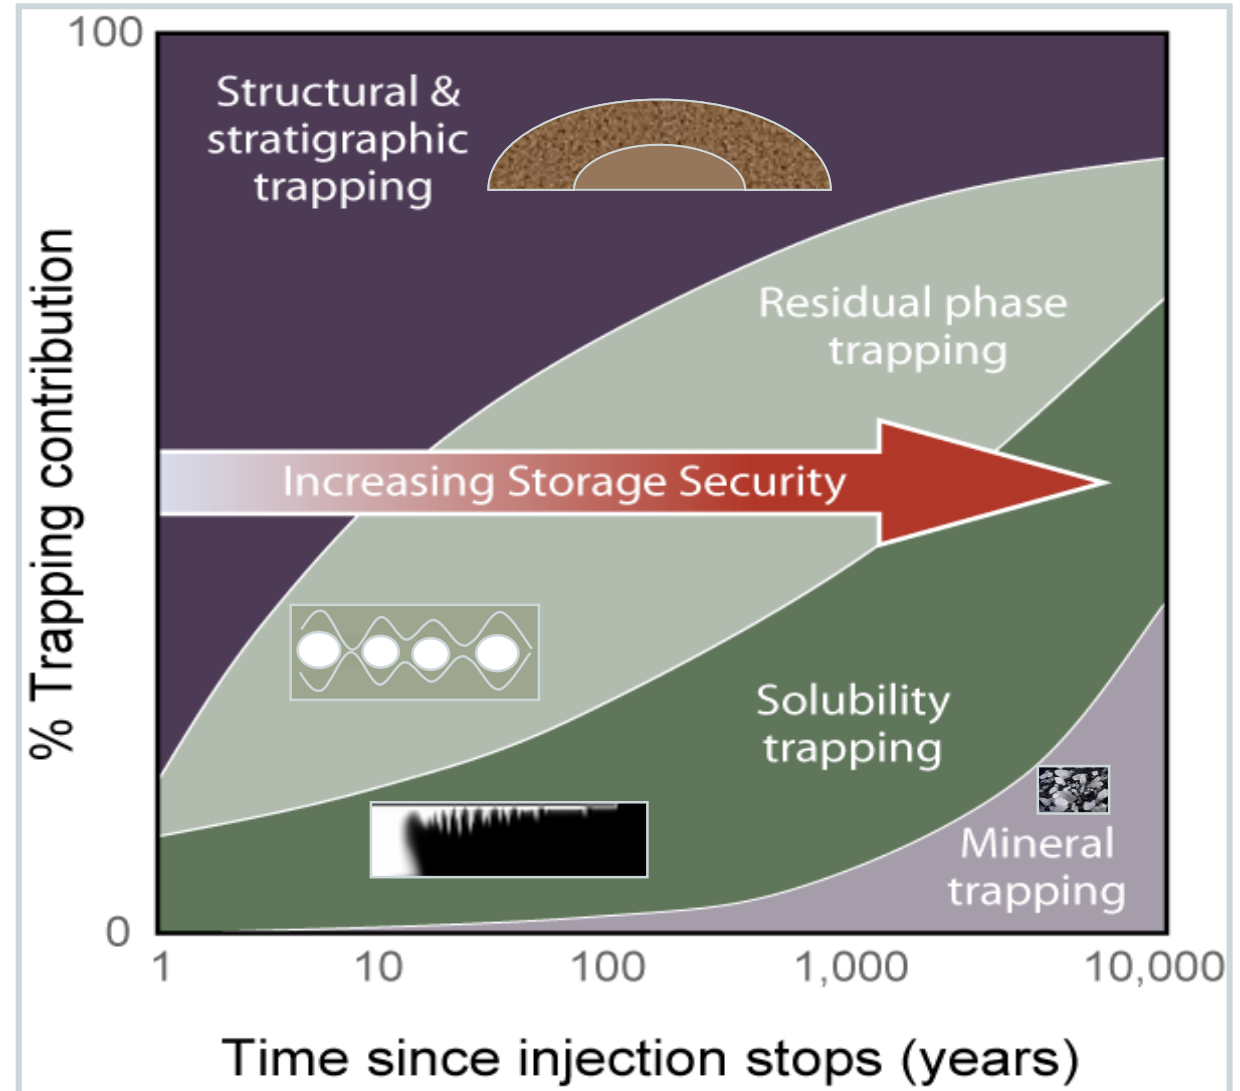 100
Structural &
stratigraphic
trapping
Residual phase
trapping
Increasing Storage Security
Solubility
trapping
Mineral
trapping
% Trapping contribution
0
1 10 100 1,000 10,000
Time since injection stops (years)